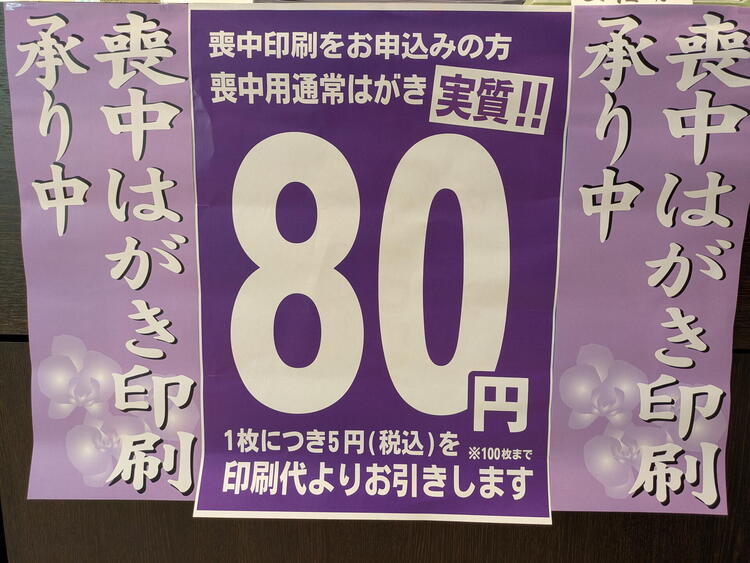 喪中はがき印刷
承り中
喪中印刷をお申込みの方
喪中用通常はがき 実質!!
80円
1枚につき5円(税込)を ※100枚まで
印刷代よりお引きします
喪中はがき印刷
承り中